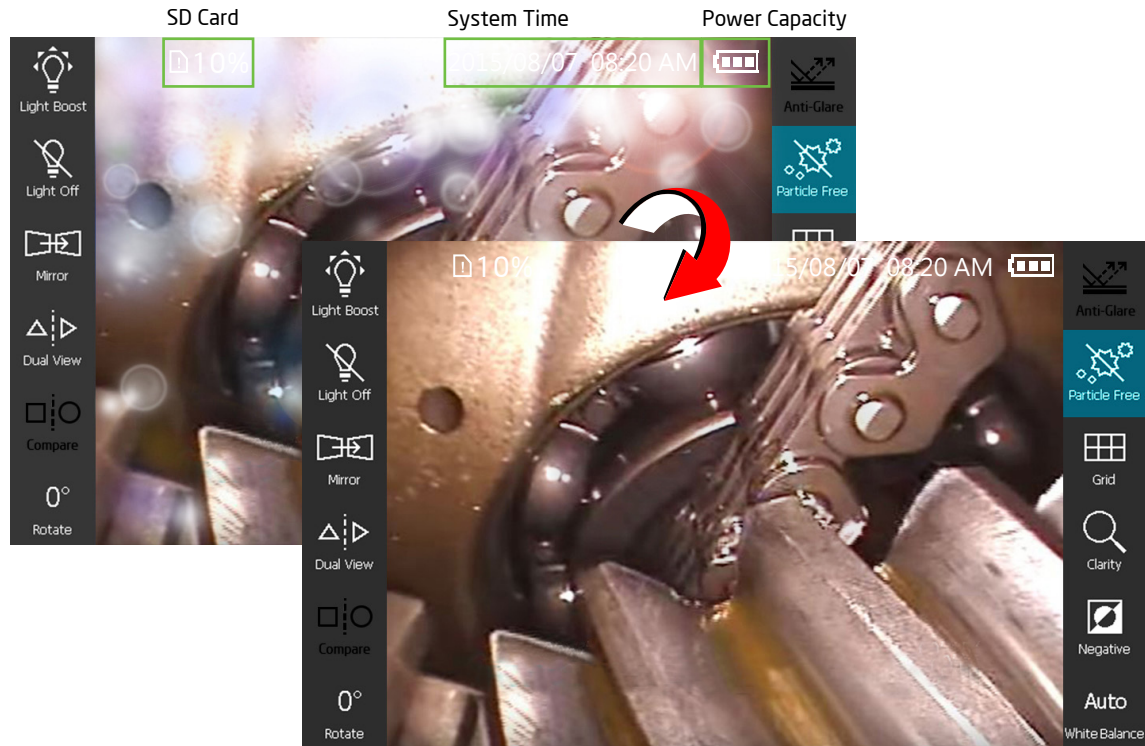 SD Card
System Time
Power Capacity
10%
2015/08/07 08:20 AM
Light Boost
Light Off
Mirror
Dual View
Compare
0°
Rotate
Anti-Glare
Particle Free
10%
5/08/07 08:20 AM
Light Boost
Light Off
Mirror
Dual View
Compare
0°
Rotate
Anti-Glare
Particle Free
Grid
Clarity
Negative
Auto
White Balance